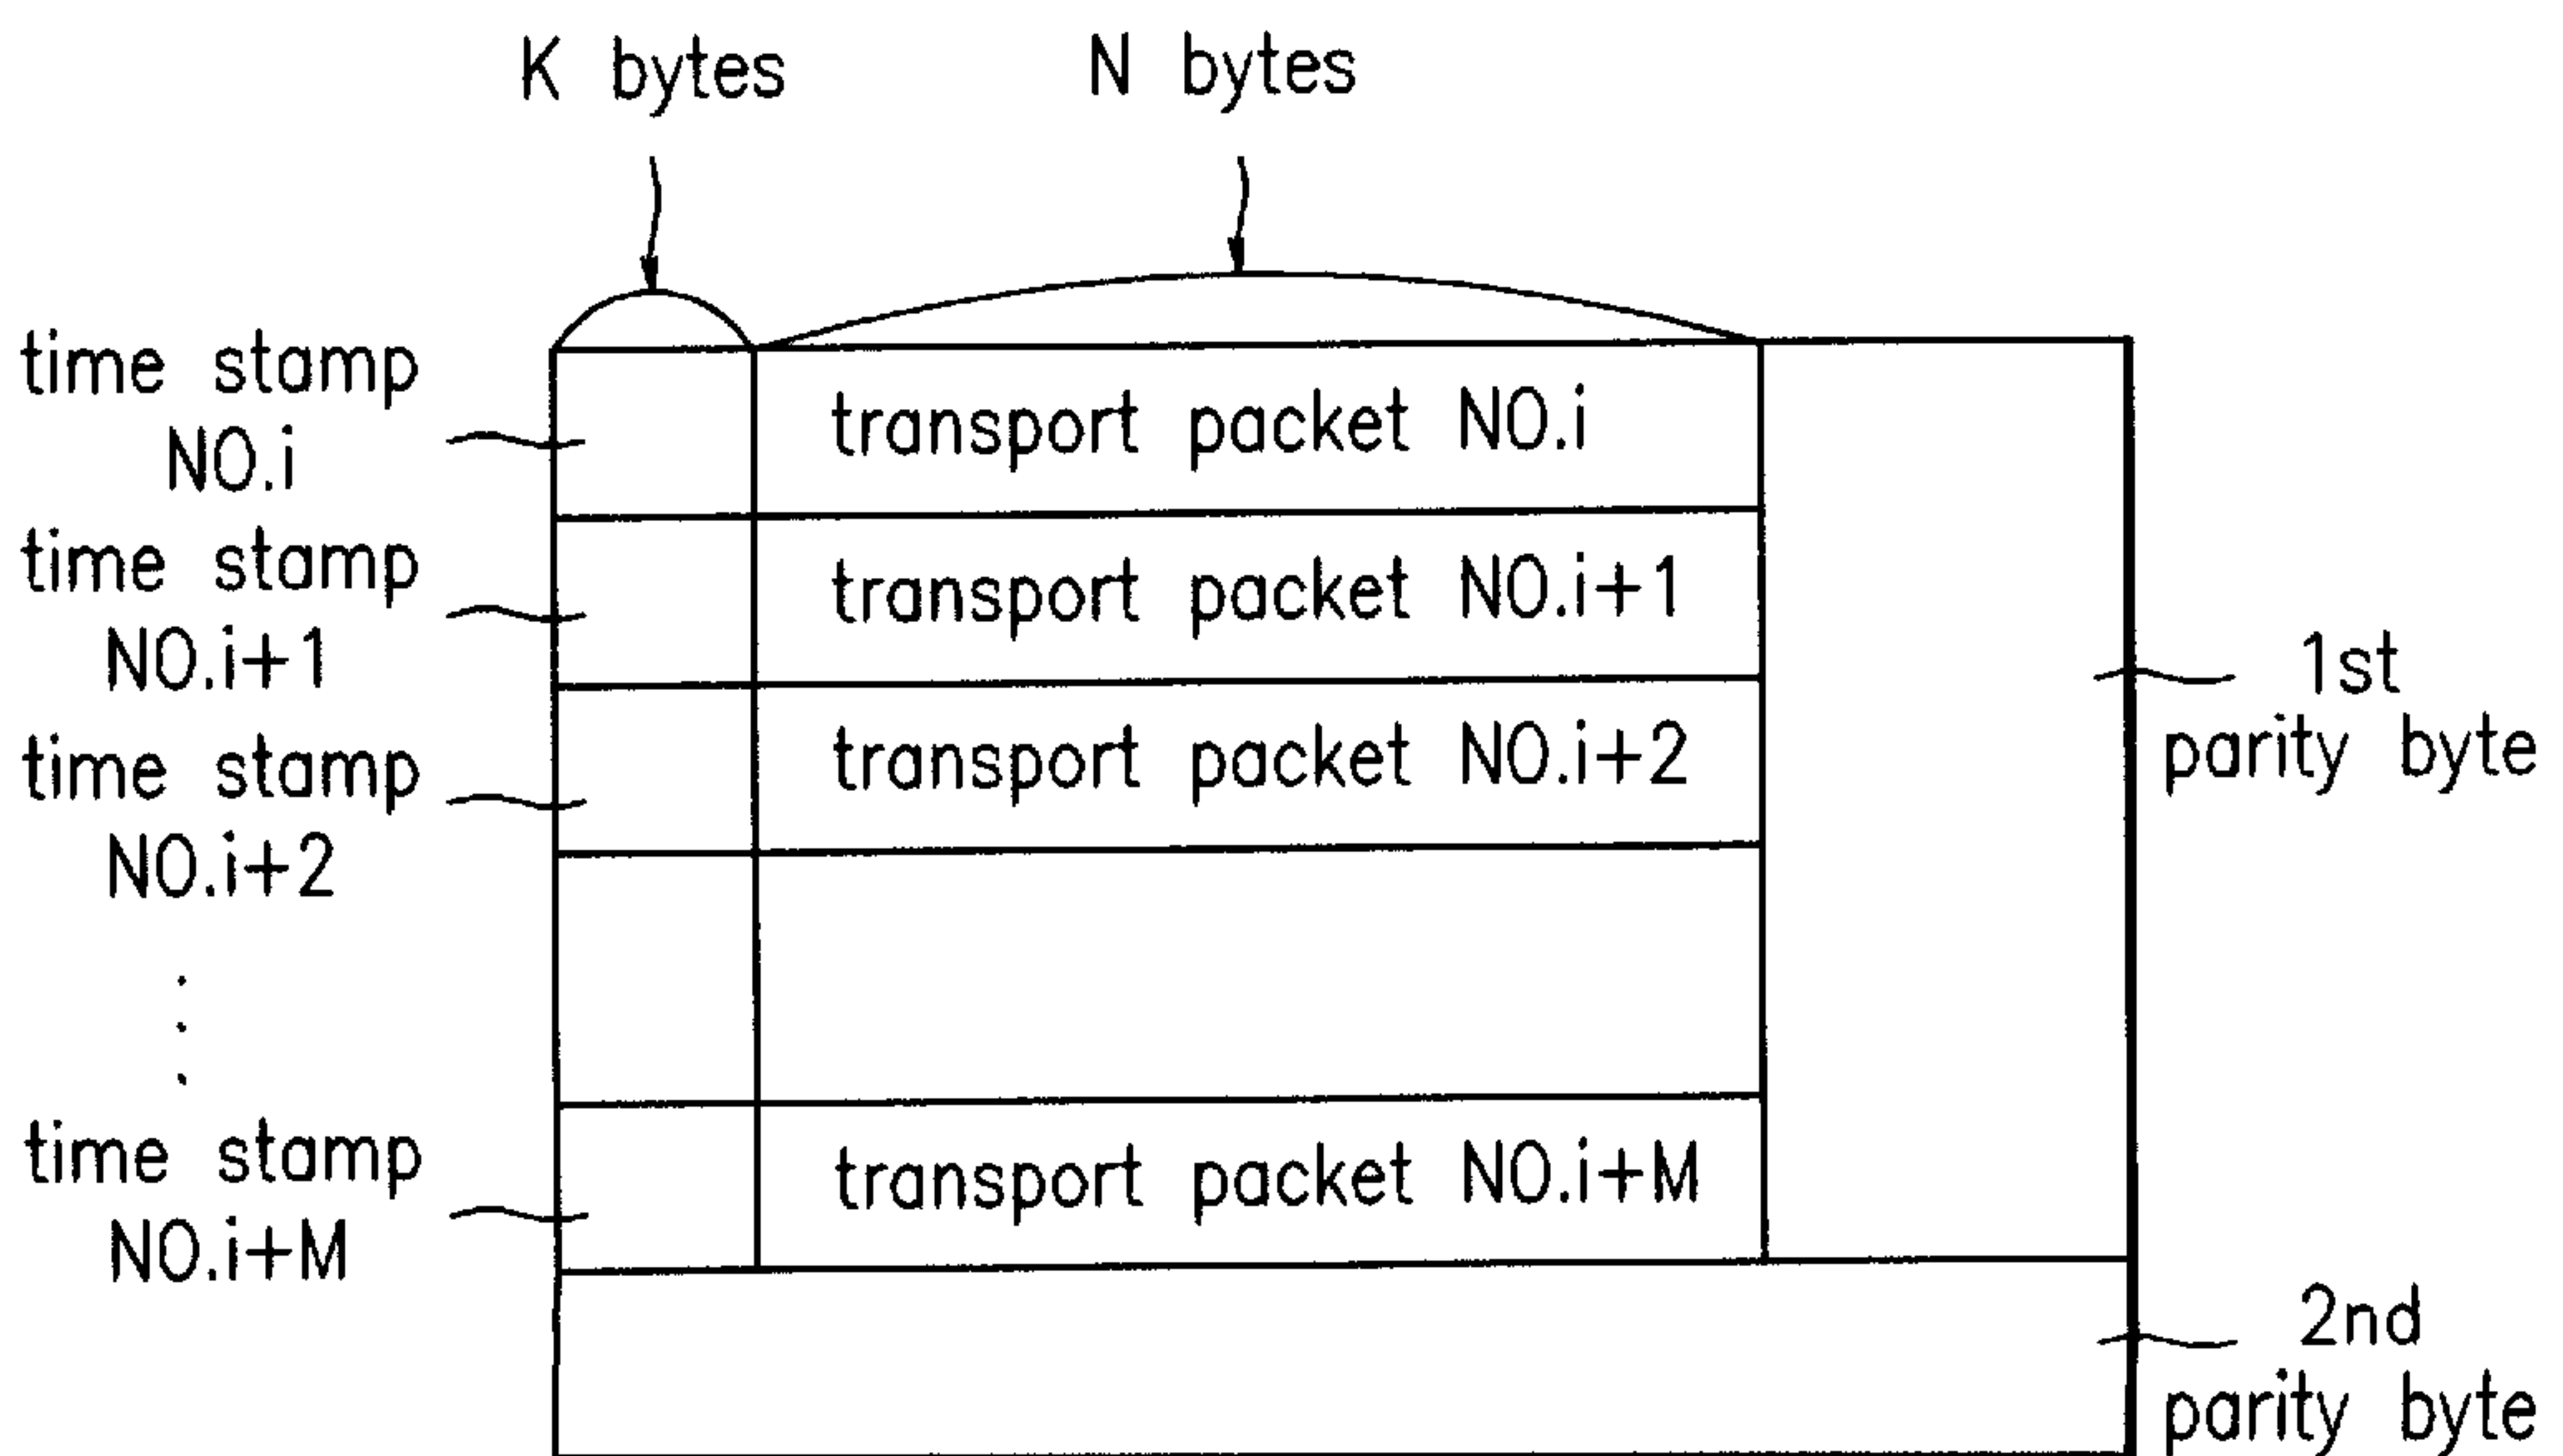 K bytes
N bytes
time stamp
NO.i
transport packet NO.i
time stamp
NO.i+1
transport packet NO.i+1
time stamp
NO.i+2
transport packet NO.i+2
1st
parity byte
time stamp
NO.i+M
transport packet NO.i+M
2nd
parity byte